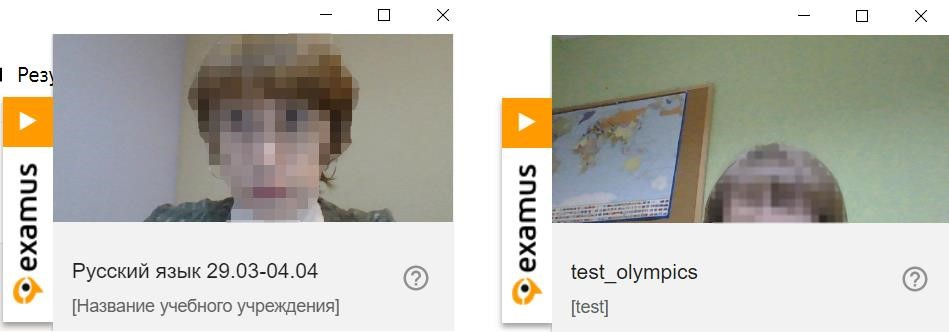 Резу
examus
Русский язык 29.03-04.04
[Название учебного учреждения]
examus
test_olympics
[test]